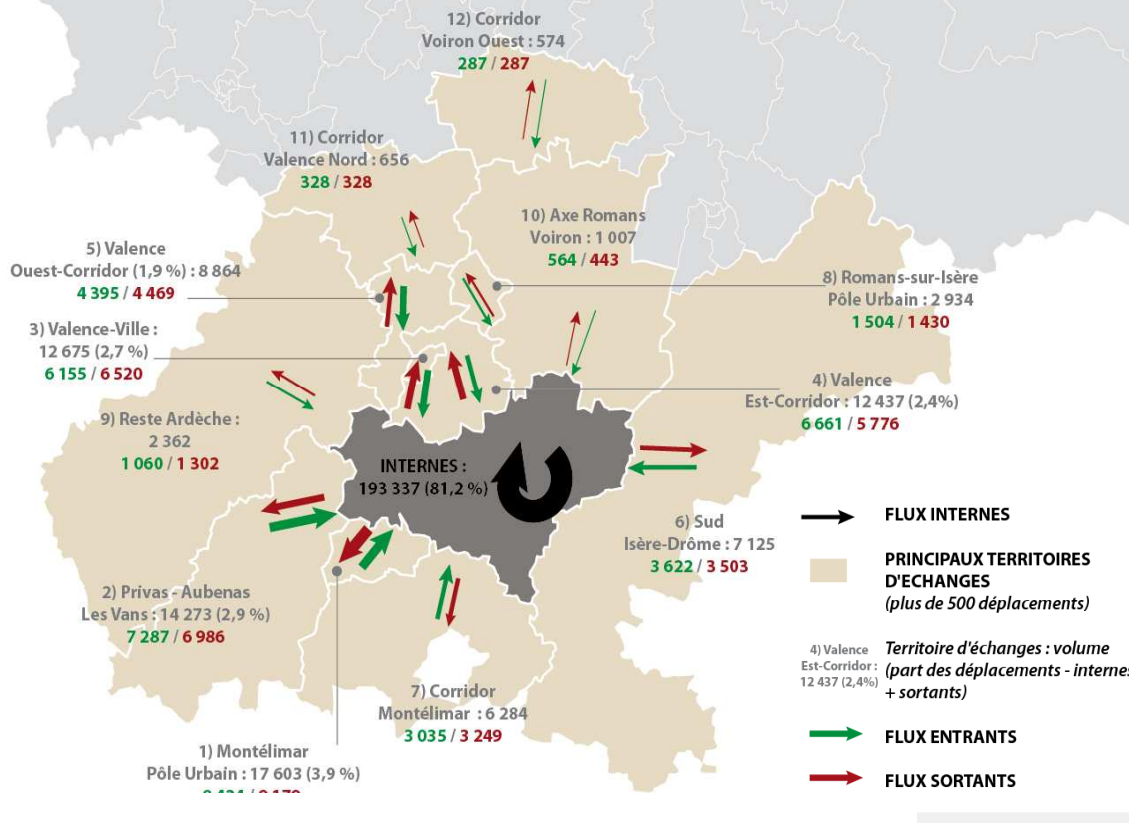 12) Corridor
Voiron Ouest : 574
287 / 287
11) Corridor
Valence Nord : 656
328 / 328
10) Axe Romans
Voiron : 1 007
564 / 443
5) Valence
Ouest-Corridor (1,9 %) : 8 864
4 395 / 4 469
8) Romans-sur-Isère
Pôle Urbain : 2 934
1 504 / 1 430
3) Valence-Ville :
12 675 (2,7 %)
6 155 / 6 520
4) Valence
Est-Corridor : 12 437 (2,4%)
6 661 / 5 776
9) Reste Ardèche :
2 362
1 060 / 1 302
INTERNES :
193 337 (81,2 %)
6) Sud
Isère-Drôme : 7 125
3 622 / 3 503
2) Privas - Aubenas
Les Vans : 14 273 (2,9 %)
7 287 / 6 986
7) Corridor
Montélimar : 6 284
3 035 / 3 249
1) Montélimar
Pôle Urbain : 17 603 (3,9 %)
FLUX INTERNES
PRINCIPAUX TERRITOIRES
D'ECHANGES
(plus de 500 déplacements)
4) Valence
Est-Corridor :
12 437 (2,4%)
Territoire d'échanges : volume
(part des déplacements - internes
+ sortants)
FLUX ENTRANTS
FLUX SORTANTS